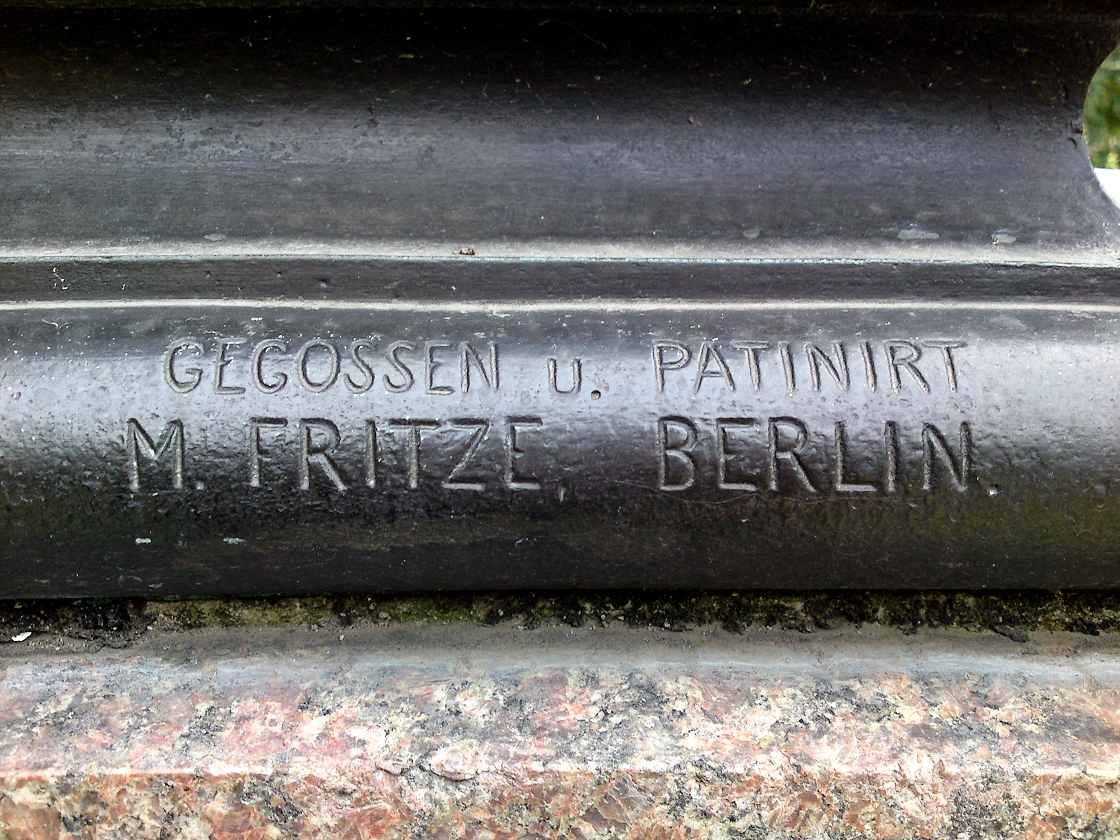 GEGOSSEN u. PATINIRT
M. FRITZE, BERLIN.